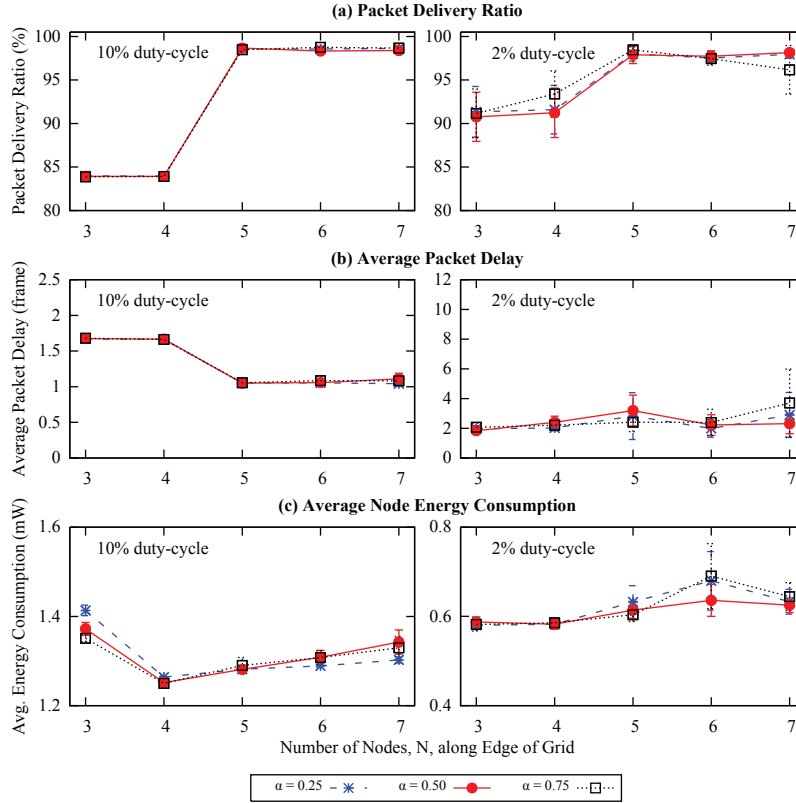 (a) Packet Delivery Ratio
Packet Delivery Ratio (%)
100
95
90
85
80
10% duty-cycle
3 4 5 6 7
100
95
90
85
80
2% duty-cycle
3 4 5 6 7
(b) Average Packet Delay
Average Packet Delay (frame)
2.5
2
1.5
1
0.5
0
10% duty-cycle
3 4 5 6 7
12
10
8
6
4
2
0
2% duty-cycle
3 4 5 6 7
(c) Average Node Energy Consumption
Avg. Energy Consumption (mW)
1.6
1.4
1.2
10% duty-cycle
3 4 5 6 7
0.8
0.6
0.4
2% duty-cycle
3 4 5 6 7
Number of Nodes, N, along Edge of Grid
α = 0.25 α = 0.50 α = 0.75